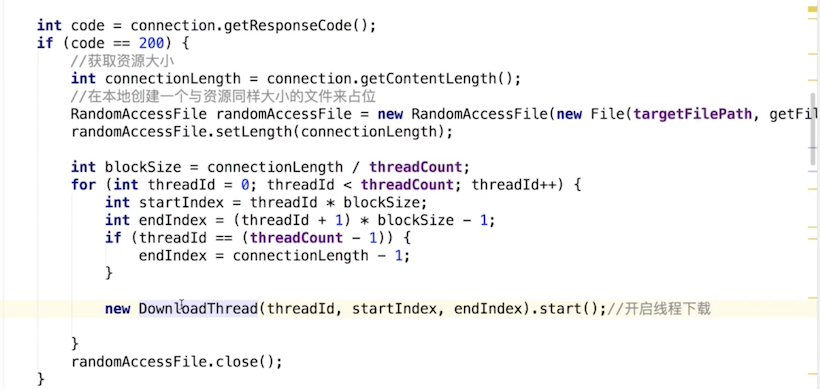 int code = connection.getResponseCode();
if (code == 200) {
//获取资源大小
int connectionLength = connection.getContentLength();
//在本地创建一个与资源同样大小的文件来占位
RandomAccessFile randomAccessFile = new RandomAccessFile(new File(targetFilePath, getFil
randomAccessFile.setLength(connectionLength);
int blockSize = connectionLength / threadCount;
for (int threadId = 0; threadId < threadCount; threadId++) {
int startIndex = threadId * blockSize;
int endIndex = (threadId + 1) * blockSize - 1;
if (threadId == (threadCount - 1)) {
endIndex = connectionLength - 1;
}
new DownloadThread(threadId, startIndex, endIndex).start();//开启线程下载
}
randomAccessFile.close();
}